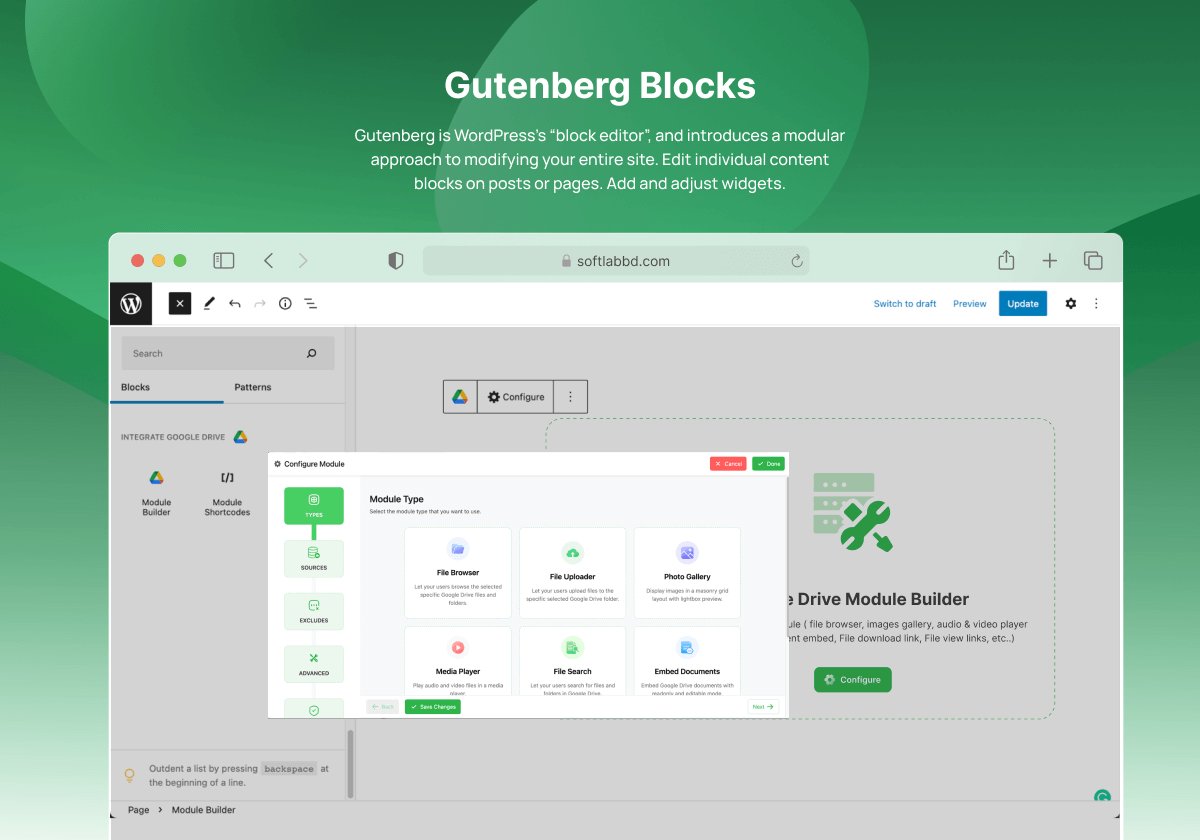 Gutenberg Blocks
Gutenberg is WordPress's “block editor”, and introduces a modular
approach to modifying your entire site. Edit individual content
blocks on posts or pages. Add and adjust widgets.
softlabbd.com
Switch to draft
Preview
Update
Search
Blocks
Patterns
Configure
INTEGRATE GOOGLE DRIVE
Module
Builder
[/]
Module
Shortcodes
Configure Module
Cancel
Done
TYPES
SOURCES
EXCLUDES
ADVANCED
Module Type
Select the module type that you want to use.
File Browser
Let your users browse the selected
specific Google Drive files and
folders.
File Uploader
Let your users upload files to the
specific selected Google Drive folder.
Photo Gallery
Display images in a masonry grid
layout with lightbox preview.
Media Player
Play audio and video files in a media
player.
File Search
Let your users search for files and
folders in Google Drive.
Embed Documents
Embed Google Drive documents with
readonly and editable mode.
Back
Save Changes
Next
e Drive Module Builder
ule ( file browser, images gallery, audio & video player
nt embed, File download link, File view links, etc..)
Configure
Outdent a list by pressing backspace at
the beginning of a line.
Page > Module Builder